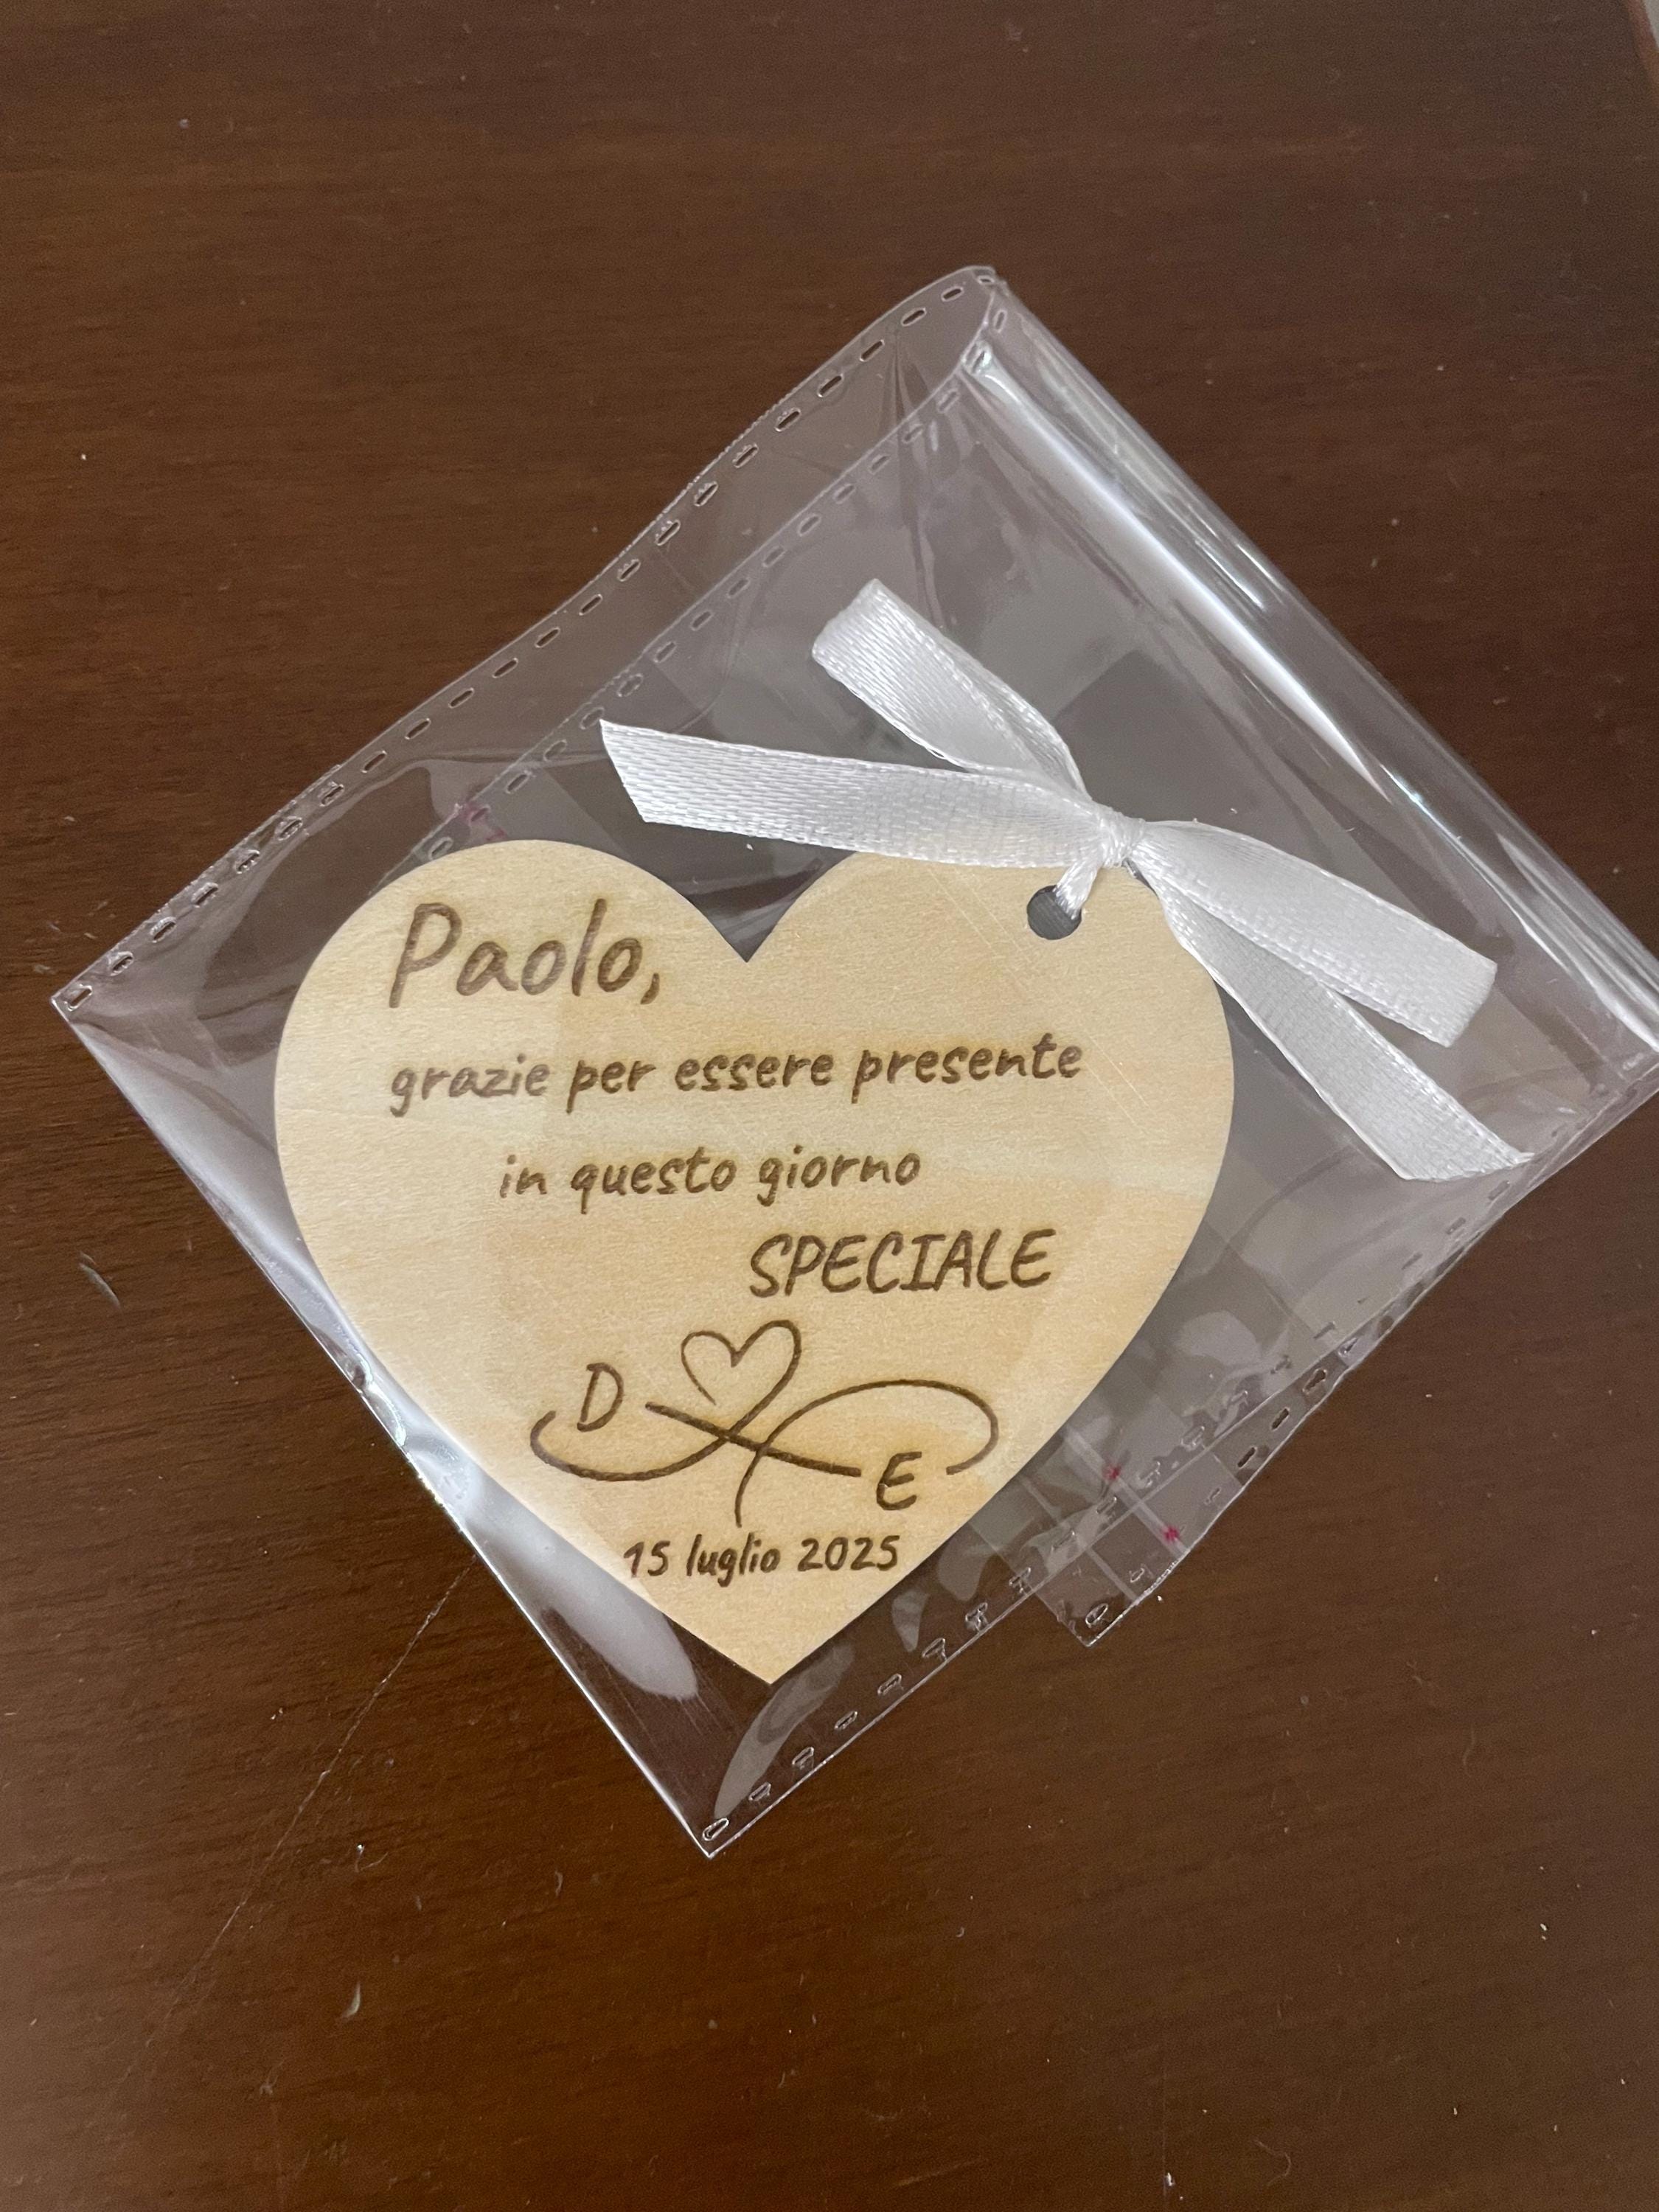 Paolo,
grazie per essere presente
in questo giorno
SPECIALE
D
E
15 luglio 2025